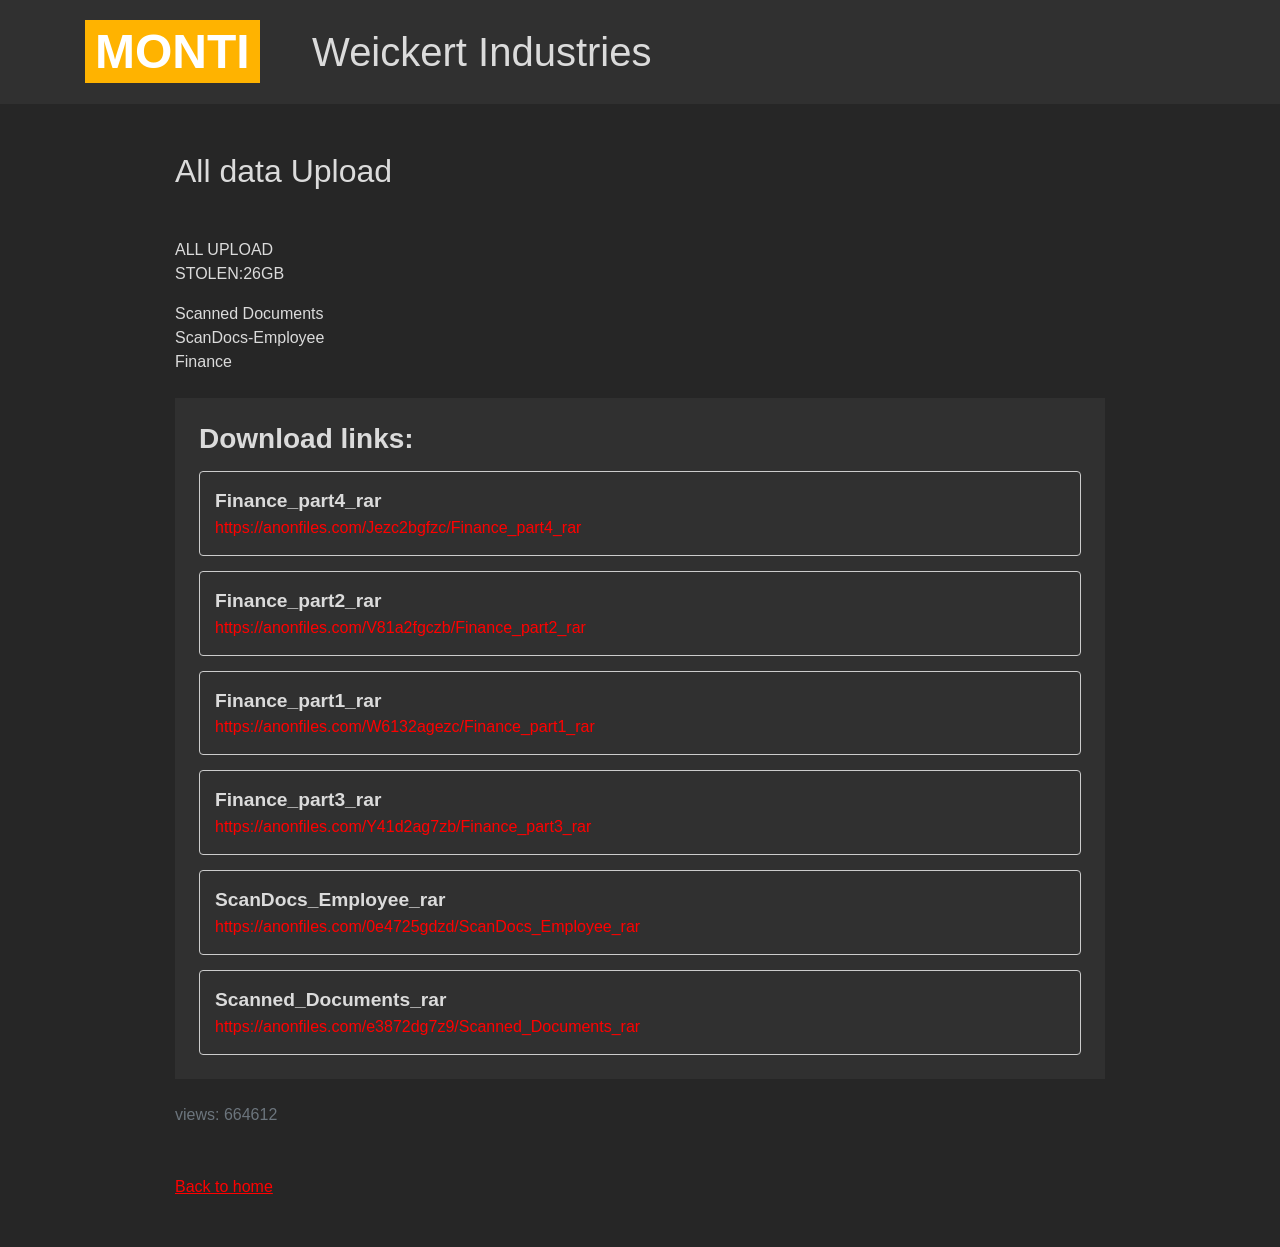 MONTI
Weickert Industries
All data Upload
ALL UPLOAD
STOLEN:26GB
Scanned Documents
ScanDocs-Employee
Finance
Download links:
Finance_part4_rar
https://anonfiles.com/Jezc2bgfzc/Finance_part4_rar
Finance_part2_rar
https://anonfiles.com/V81a2fgczb/Finance_part2_rar
Finance_part1_rar
https://anonfiles.com/W6132agezc/Finance_part1_rar
Finance_part3_rar
https://anonfiles.com/Y41d2ag7zb/Finance_part3_rar
ScanDocs_Employee_rar
https://anonfiles.com/0e4725gdzd/ScanDocs_Employee_rar
Scanned_Documents_rar
https://anonfiles.com/e3872dg7z9/Scanned_Documents_rar
views: 664612
Back to home